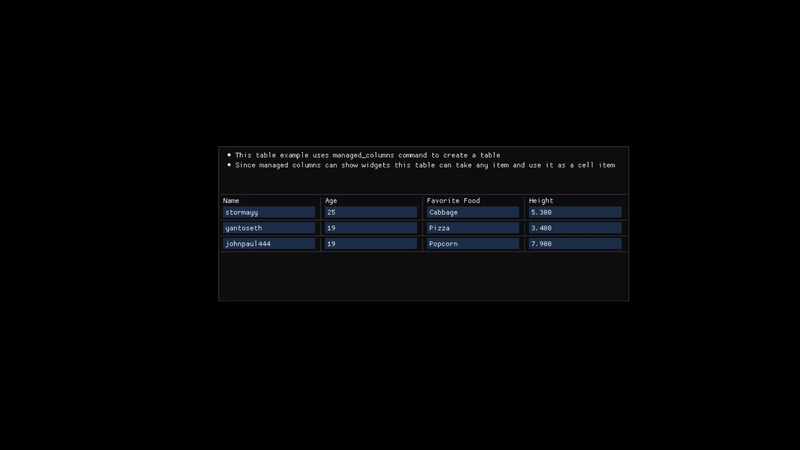 This table example uses managed_columns command to create a table
Since managed columns can show widgets this table can take any item and use it as a cell item
Name Age Favorite Food Height
stormayy 25 Cabbage 5.300
yantoseth 19 Pizza 3.400
johnpaul444 19 Popcorn 7.900